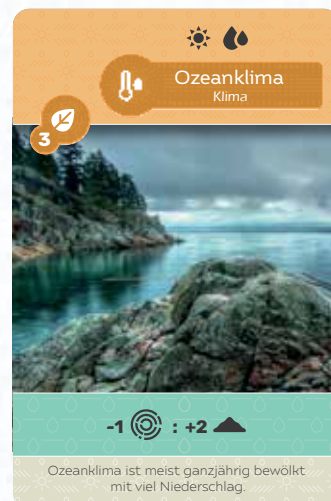 Ozeanklima
Klima
3
-1 : +2
Ozeanklima ist meist ganzjährig bewölkt
mit viel Niederschlag.